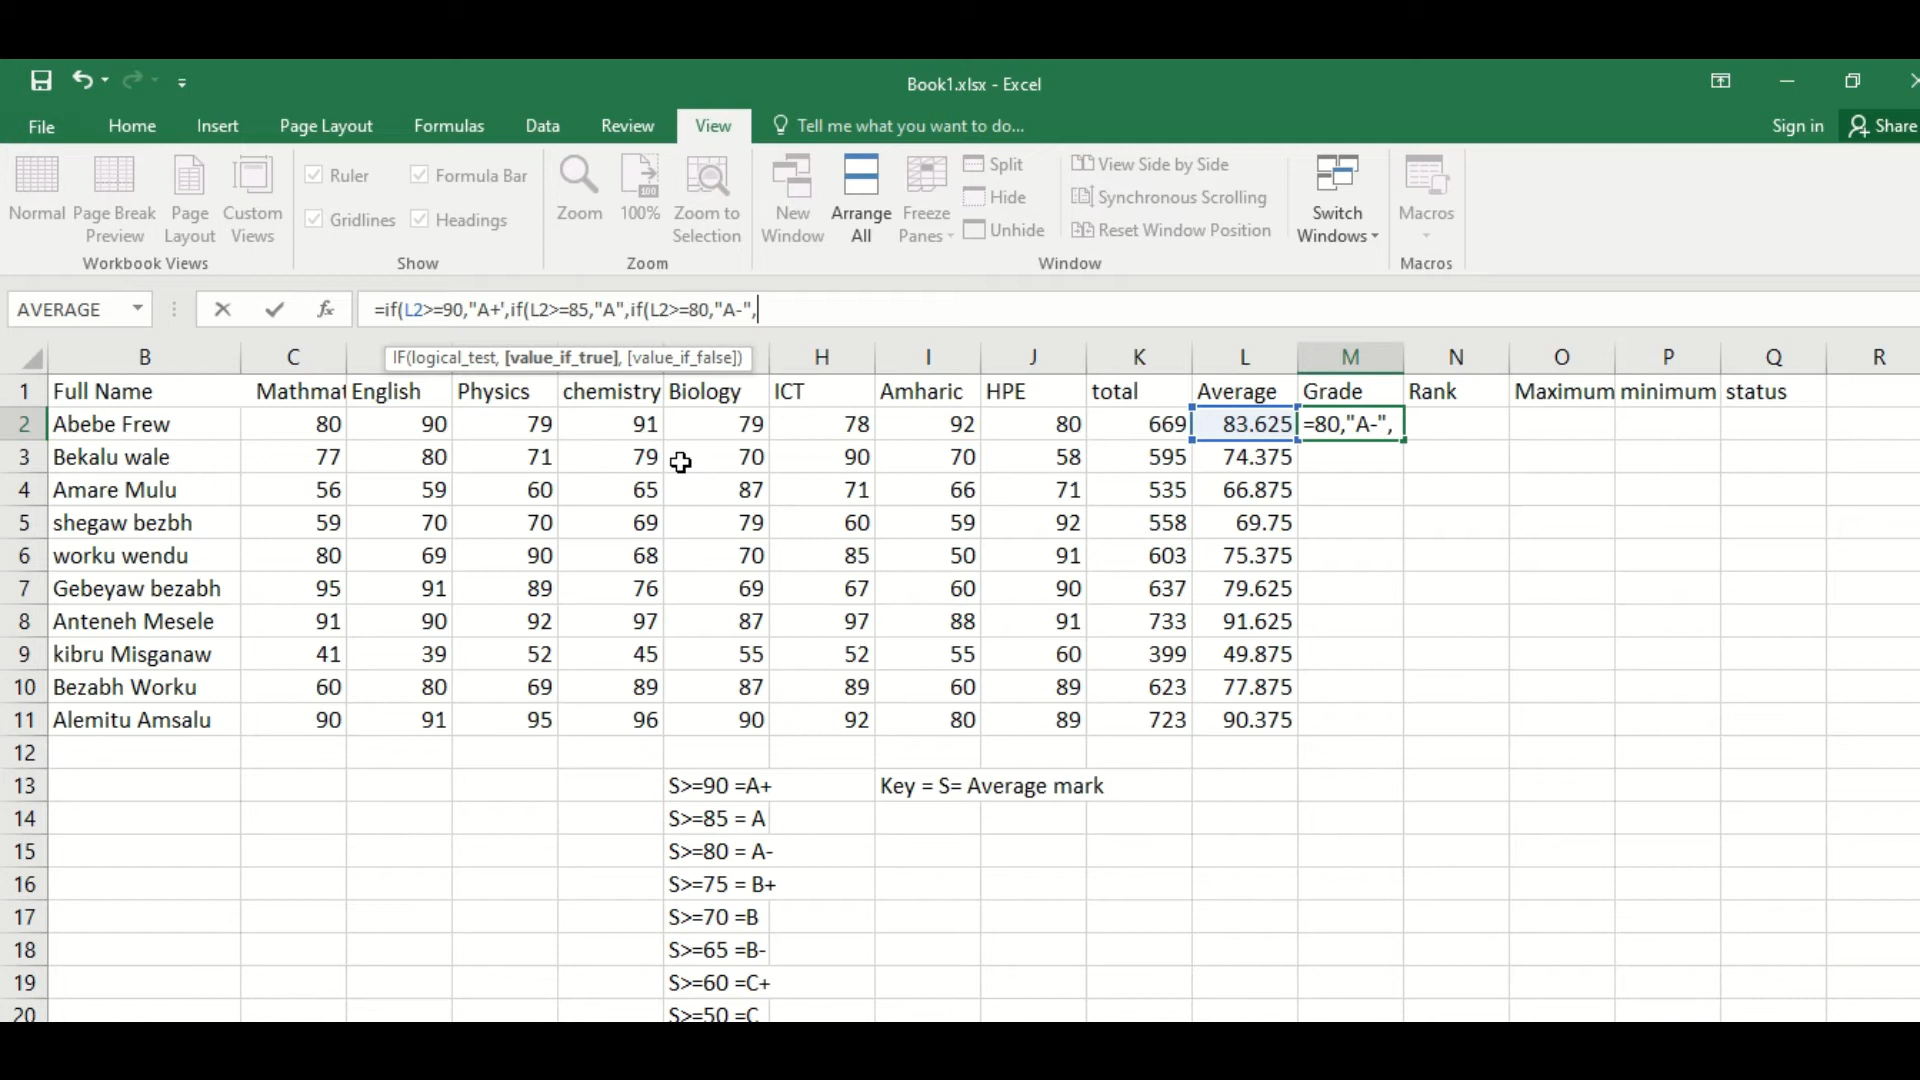 Book1.xlsx - Excel
File Home Insert Page Layout Formulas Data Review View Tell me what you want to do... Sign in Share
Normal Page Break Preview Page Layout Custom Views
Workbook Views
Ruler Formula Bar
Gridlines Headings
Show
Zoom 100% Zoom to Selection
Zoom
New Window Arrange All Freeze Panes
Split
Hide
Unhide
View Side by Side
Synchronous Scrolling
Reset Window Position
Switch Windows
Window
Macros
Macros
AVERAGE fx =if(L2>=90,"A+',if(L2>=85,"A",if(L2>=80,"A-",
IF(logical_test, [value_if_true], [value_if_false])
B C H I J K L M N O P Q R
1 Full Name Mathmat English Physics chemistry Biology ICT Amharic HPE total Average Grade Rank Maximum minimum status
2 Abebe Frew 80 90 79 91 79 78 92 80 669 83.625 =80,"A-",
3 Bekalu wale 77 80 71 79 70 90 70 58 595 74.375
4 Amare Mulu 56 59 60 65 87 71 66 71 535 66.875
5 shegaw bezbh 59 70 70 69 79 60 59 92 558 69.75
6 worku wendu 80 69 90 68 70 85 50 91 603 75.375
7 Gebeyaw bezabh 95 91 89 76 69 67 60 90 637 79.625
8 Anteneh Mesele 91 90 92 97 87 97 88 91 733 91.625
9 kibru Misganaw 41 39 52 45 55 52 55 60 399 49.875
10 Bezabh Worku 60 80 69 89 87 89 60 89 623 77.875
11 Alemitu Amsalu 90 91 95 96 90 92 80 89 723 90.375
12
13 S>=90 =A+ Key = S= Average mark
14 S>=85 = A
15 S>=80 = A-
16 S>=75 = B+
17 S>=70 =B
18 S>=65 =B-
19 S>=60 =C+
20 S>=50 =C